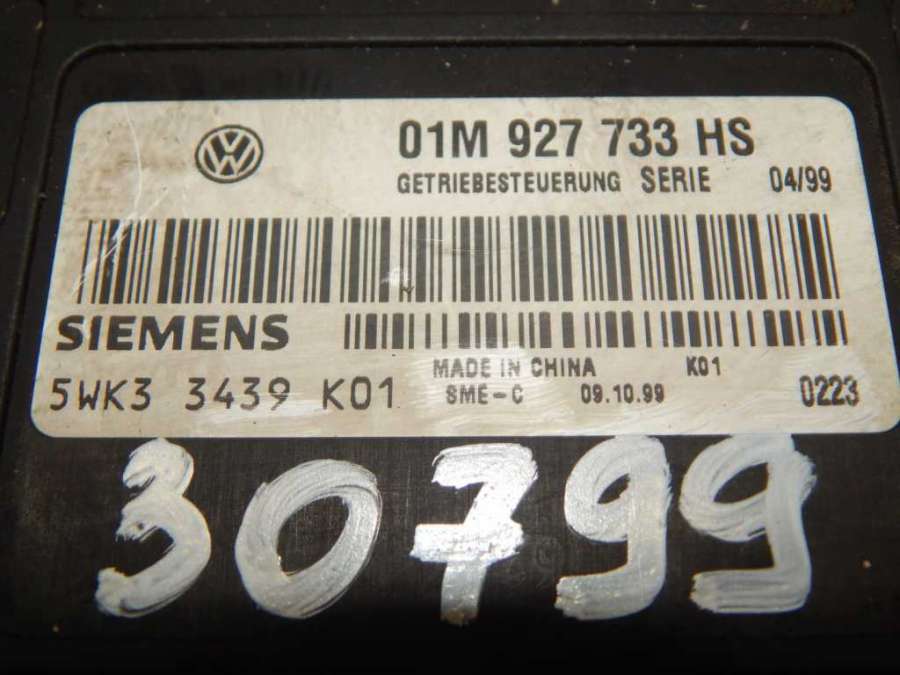 01M 927 733 HS
GETRIEBESTEUERUNG SERIE 04/99
SIEMENS
MADE IN CHINA K01
5WK3 3439 K01 SME-C 09.10.99 0223
30799